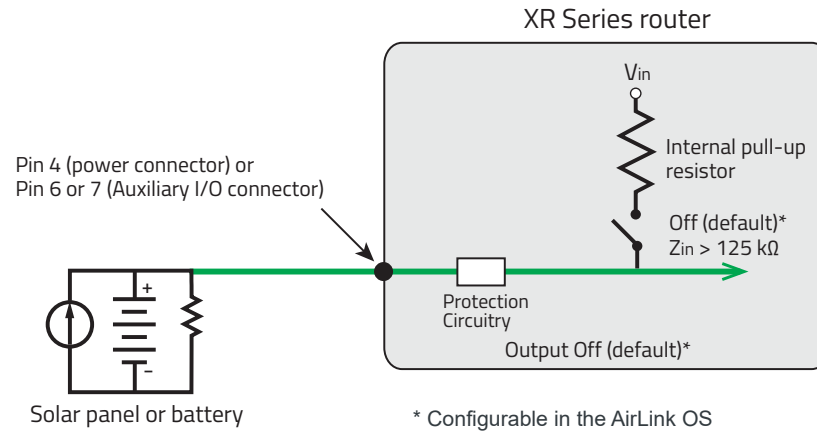 XR Series router
Vin
Internal pull-up
resistor
Pin 4 (power connector) or
Pin 6 or 7 (Auxiliary I/O connector)
Off (default)*
Zin > 125 kΩ
+
Protection
Circuitry
–
Output Off (default)*
Solar panel or battery
* Configurable in the AirLink OS